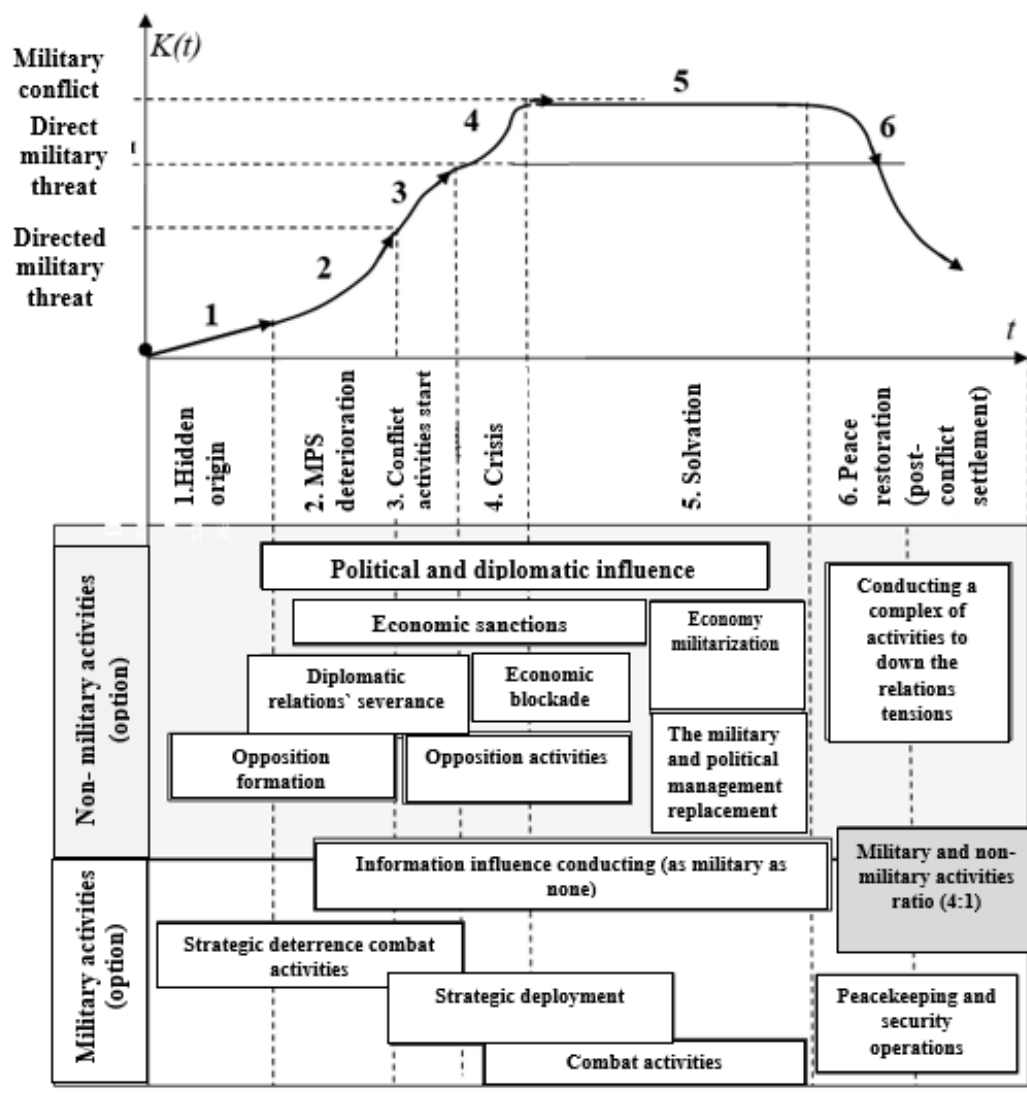 K(t)
Military
conflict
Direct
military
threat
Directed
military
threat
1
2
3
4
5
6
t
1.Hidden
origin
2. MPS
deterioration
3. Conflict
activities start
4. Crisis
5. Solvation
6. Peace
restoration
(post-
conflict
settlement)
Non- military activities
(option)
Political and diplomatic influence
Economic sanctions
Economy
militarization
Conducting a
complex of
activities to
down the
relations
tensions
Diplomatic
relations` severance
Economic
blockade
Opposition
formation
Opposition activities
The military
and political
management
replacement
Information influence conducting (as military as
none)
Military and non-
military activities
ratio (4:1)
Military activities
(option)
Strategic deterrence combat
activities
Strategic deployment
Combat activities
Peacekeeping and
security
operations